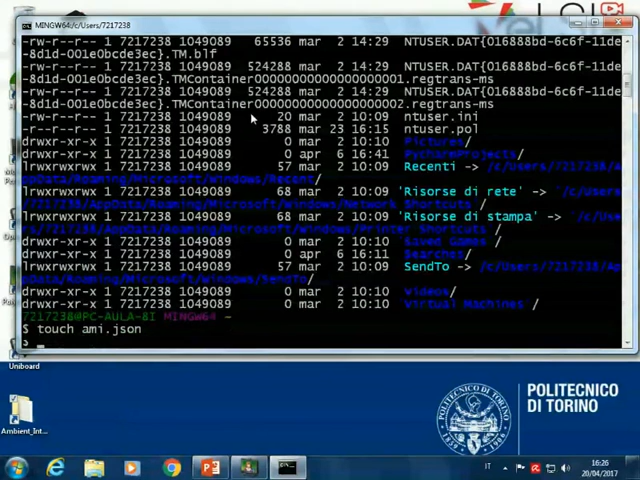 MINGW64:/c/Users/7217238
-rw-r--r-- 1 7217238 1049089 65536 mar 2 14:29 NTUSER.DAT{016888bd-6c6f-11de
-8d1d-001e0bcde3ec}.TM.blf
-rw-r--r-- 1 7217238 1049089 524288 mar 2 14:29 NTUSER.DAT{016888bd-6c6f-11de
-8d1d-001e0bcde3ec}.TMContainer00000000000000000001.regtrans-ms
-rw-r--r-- 1 7217238 1049089 524288 mar 2 14:29 NTUSER.DAT{016888bd-6c6f-11de
-8d1d-001e0bcde3ec}.TMContainer00000000000000000002.regtrans-ms
-rw-r--r-- 1 7217238 1049089 20 mar 2 10:09 ntuser.ini
-rw-r--r-- 1 7217238 1049089 3788 mar 23 16:15 ntuser.pol
drwxr-xr-x 1 7217238 1049089 0 mar 2 10:10 Pictures/
drwxr-xr-x 1 7217238 1049089 0 apr 6 16:41 PycharmProjects/
lrwxrwxrwx 1 7217238 1049089 57 mar 2 10:09 Recenti -> /c/Users/7217238/A
ppData/Roaming/Microsoft/Windows/Recent/
lrwxrwxrwx 1 7217238 1049089 68 mar 2 10:09 'Risorse di rete' -> /c/User
s/7217238/AppData/Roaming/Microsoft/Windows/Network Shortcuts/
lrwxrwxrwx 1 7217238 1049089 68 mar 2 10:09 'Risorse di stampa' -> /c/Use
rs/7217238/AppData/Roaming/Microsoft/Windows/Printer Shortcuts/
drwxr-xr-x 1 7217238 1049089 0 mar 2 10:10 Saved Games/
drwxr-xr-x 1 7217238 1049089 0 apr 6 16:11 Searches/
lrwxrwxrwx 1 7217238 1049089 57 mar 2 10:09 SendTo -> /c/Users/7217238/Ap
pData/Roaming/Microsoft/Windows/SendTo/
drwxr-xr-x 1 7217238 1049089 0 mar 2 10:10 Videos/
drwxr-xr-x 1 7217238 1049089 0 mar 2 10:10 Virtual Machines/
7217238@PC-AULA-8I MINGW64 ~
$ touch ami.json
Uniboard
Ambient_Int...
POLITECNICO
DI TORINO
1859
IT
16:26
20/04/2017